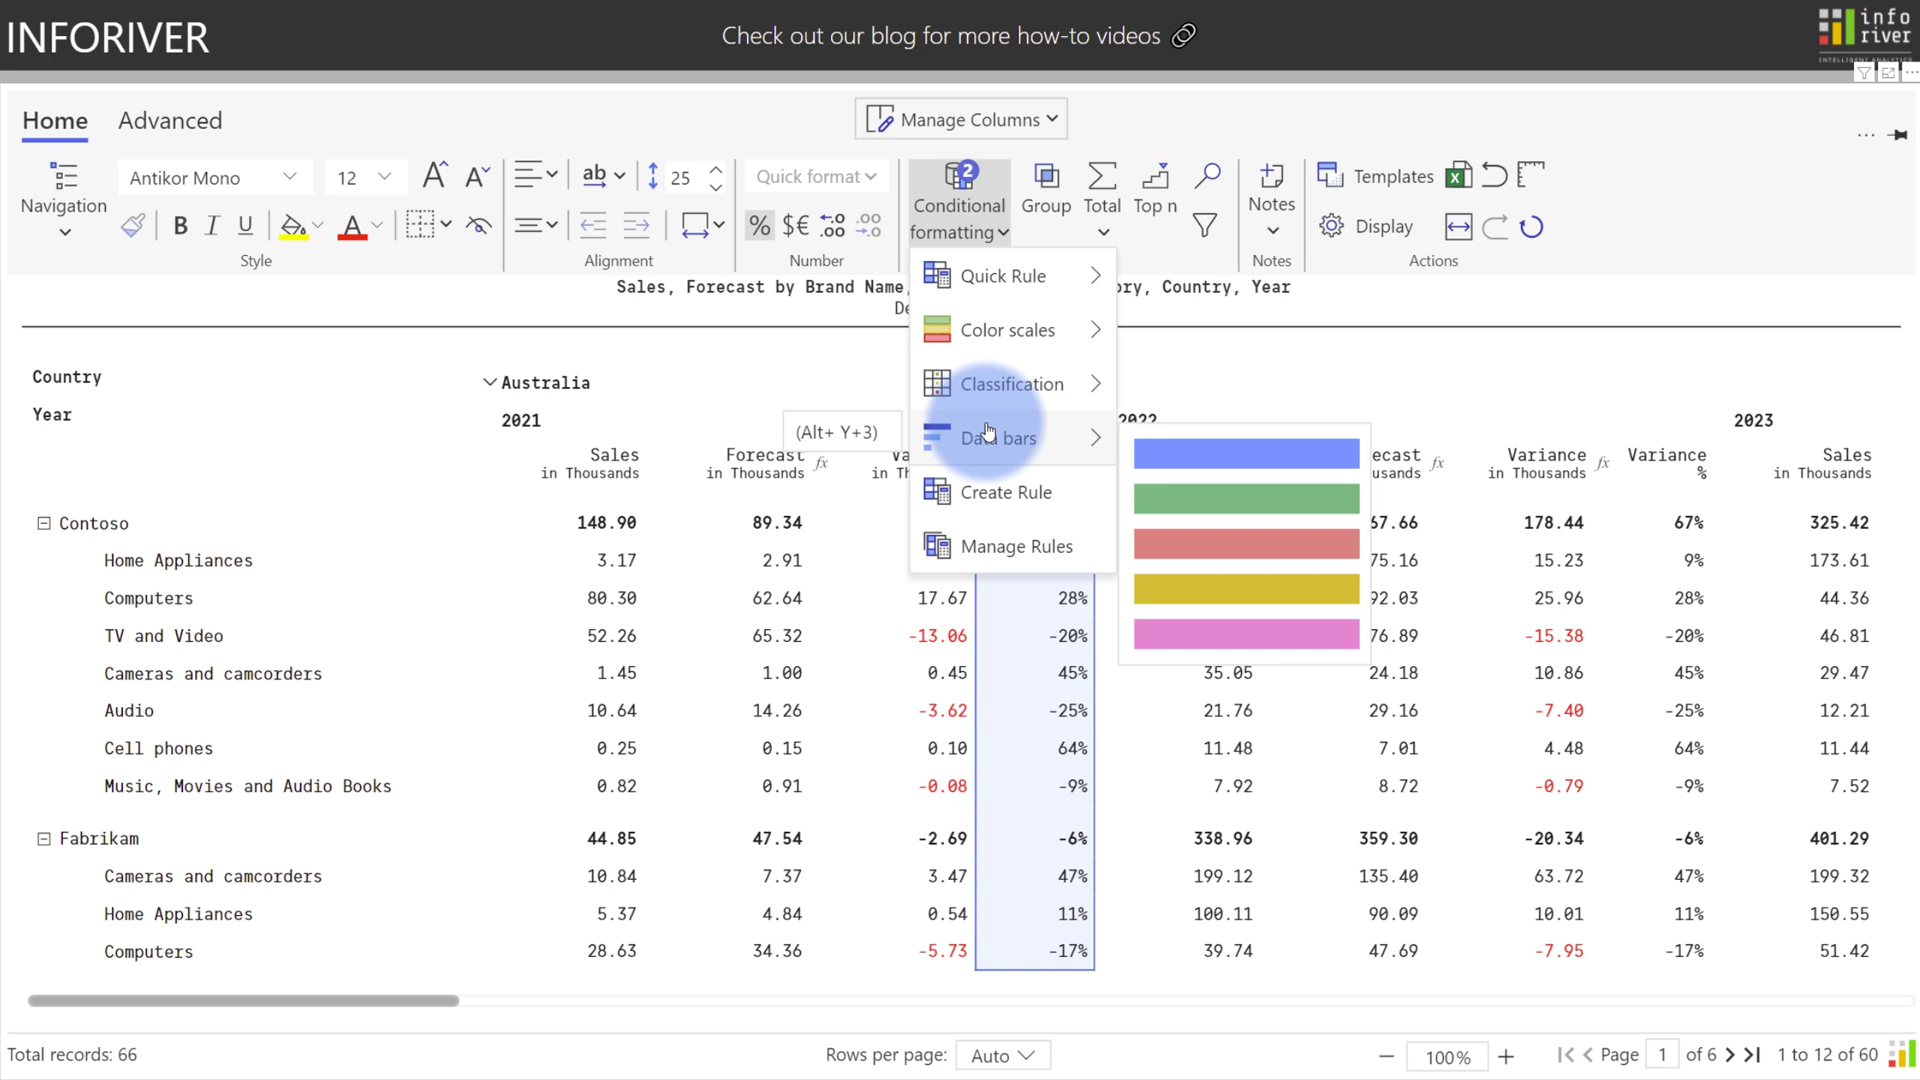 INFORIVER
Check out our blog for more how-to videos
info
river
INTELLIGENT ANALYTICS
Home Advanced
Manage Columns
Navigation
Antikor Mono 12
25
Quick format
2
Conditional
formatting
Group Total Top n
Notes
Templates
Display
Style Alignment Number Notes Actions
Sales, Forecast by Brand Name, ory, Country, Year
De
Quick Rule
Color scales
Classification
Data bars
Create Rule
Manage Rules
(Alt+ Y+3)
Country Australia
Year 2021 2022 2023
Sales Forecast fx Va ecast fx Variance fx Variance Sales
in Thousands in Thousands in Th usands in Thousands % in Thousands
Contoso 148.90 89.34 67.66 178.44 67% 325.42
Home Appliances 3.17 2.91 75.16 15.23 9% 173.61
Computers 80.30 62.64 17.67 28% 92.03 25.96 28% 44.36
TV and Video 52.26 65.32 -13.06 -20% 76.89 -15.38 -20% 46.81
Cameras and camcorders 1.45 1.00 0.45 45% 35.05 24.18 10.86 45% 29.47
Audio 10.64 14.26 -3.62 -25% 21.76 29.16 -7.40 -25% 12.21
Cell phones 0.25 0.15 0.10 64% 11.48 7.01 4.48 64% 11.44
Music, Movies and Audio Books 0.82 0.91 -0.08 -9% 7.92 8.72 -0.79 -9% 7.52
Fabrikam 44.85 47.54 -2.69 -6% 338.96 359.30 -20.34 -6% 401.29
Cameras and camcorders 10.84 7.37 3.47 47% 199.12 135.40 63.72 47% 199.32
Home Appliances 5.37 4.84 0.54 11% 100.11 90.09 10.01 11% 150.55
Computers 28.63 34.36 -5.73 -17% 39.74 47.69 -7.95 -17% 51.42
Total records: 66 Rows per page: Auto 100% Page 1 of 6 1 to 12 of 60